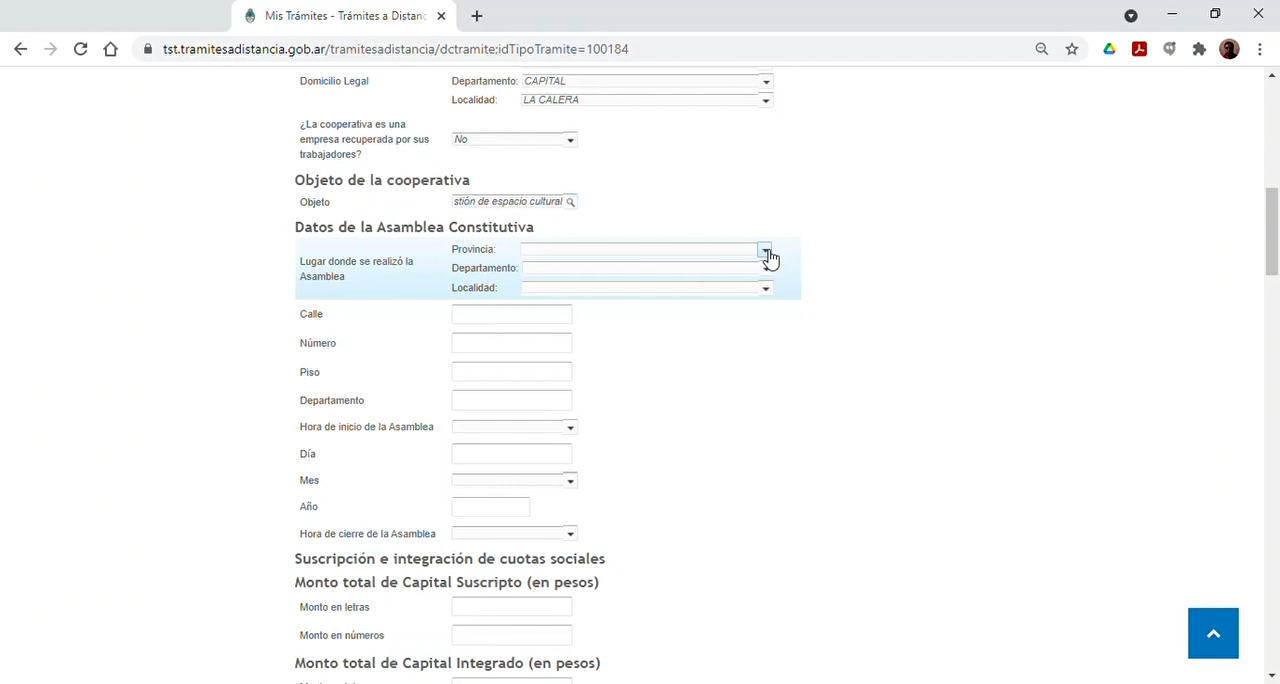 Mis Trámites - Trámites a Distanc
tst.tramitesadistancia.gob.ar/tramitesadistancia/dctramite;idTipoTramite=100184
Domicilio Legal
Departamento: CAPITAL
Localidad: LA CALERA
¿La cooperativa es una
empresa recuperada por sus
trabajadores?
No
Objeto de la cooperativa
Objeto
stión de espacio cultural
Datos de la Asamblea Constitutiva
Lugar donde se realizó la
Asamblea
Provincia:
Departamento:
Localidad:
Calle
Número
Piso
Departamento
Hora de inicio de la Asamblea
Día
Mes
Año
Hora de cierre de la Asamblea
Suscripción e integración de cuotas sociales
Monto total de Capital Suscripto (en pesos)
Monto en letras
Monto en números
Monto total de Capital Integrado (en pesos)